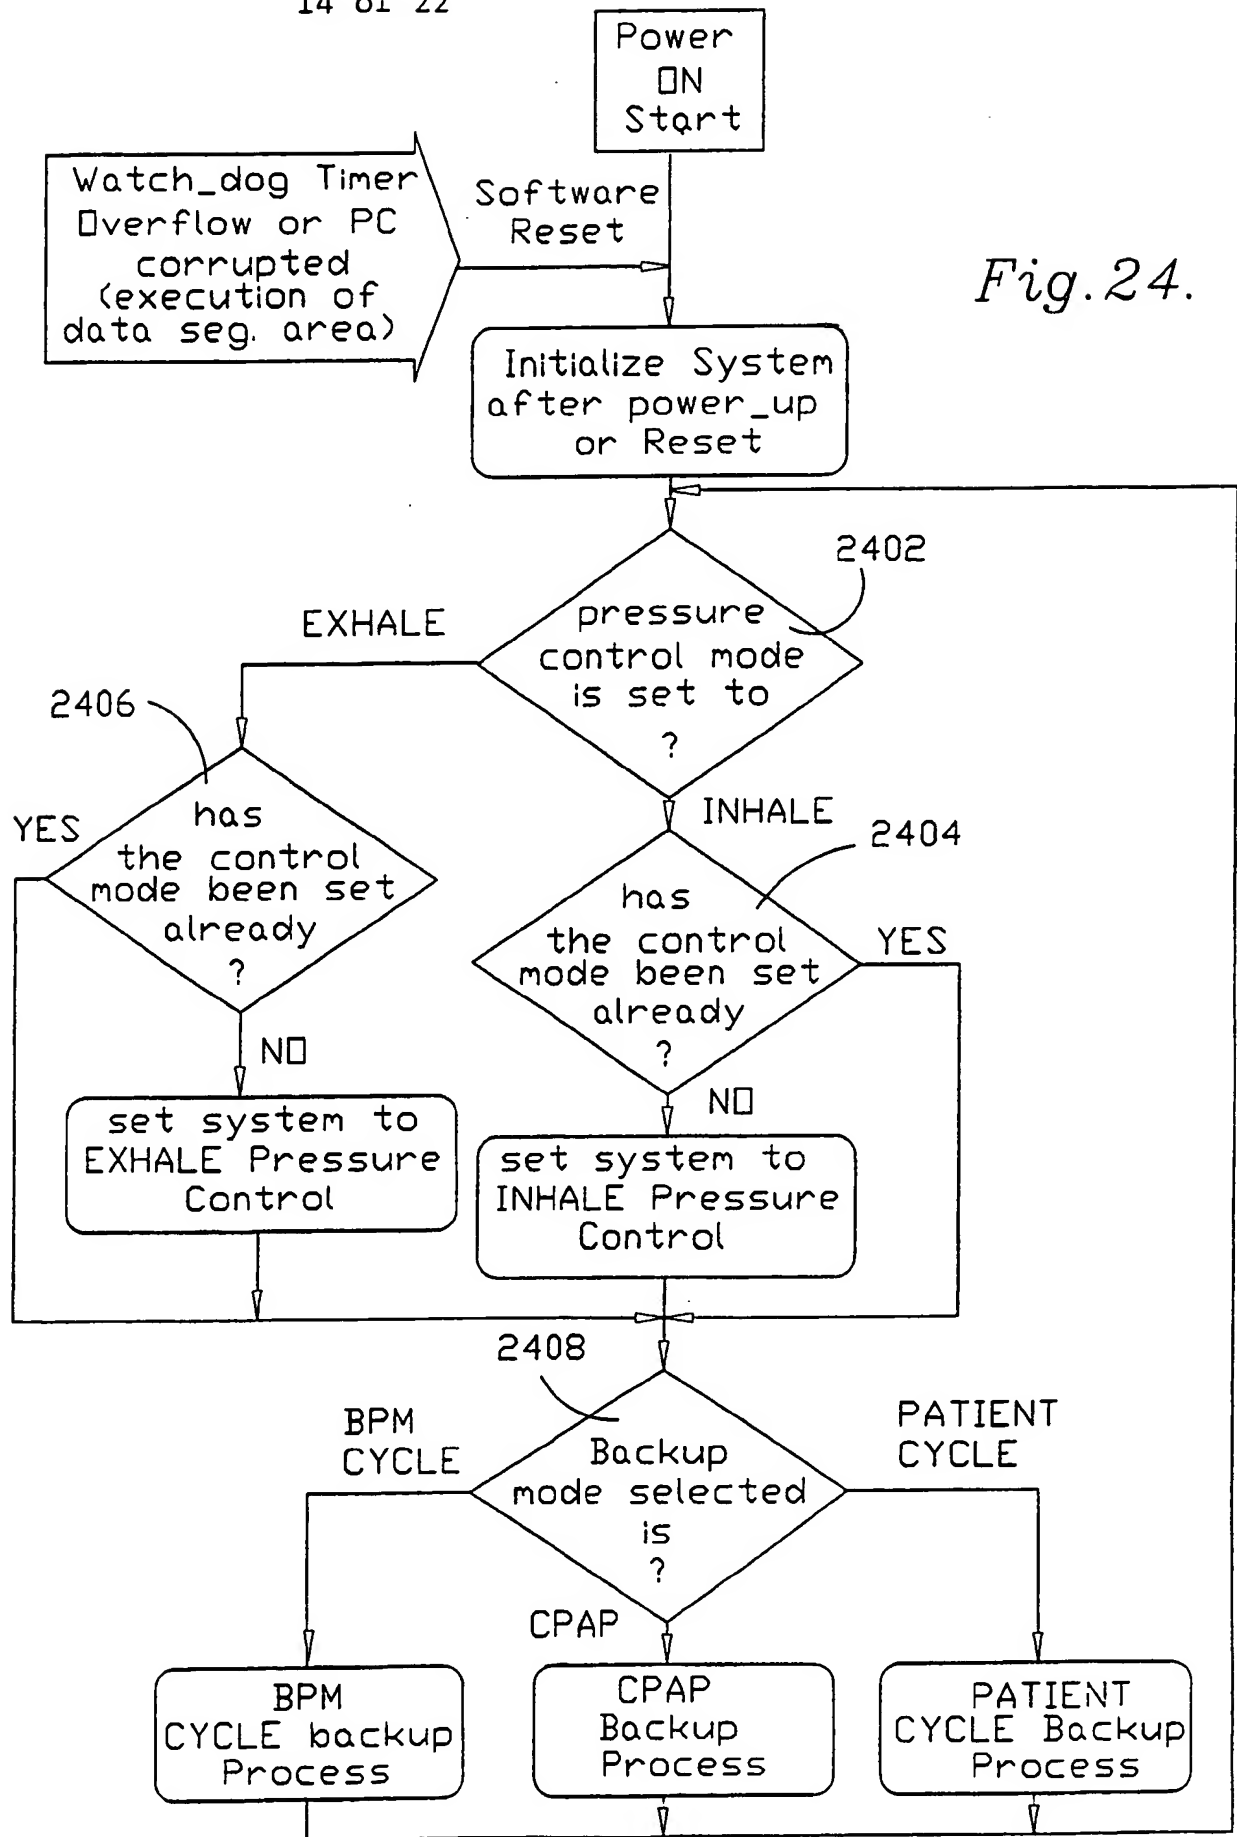 14 of 22
Power
ON
Start
Watch_dog Timer
Overflow or PC
corrupted
(execution of
data seg. area)
Software
Reset
Fig.24.
Initialize System
after power_up
or Reset
2402
pressure
control mode
is set to
?
EXHALE
2406
has
the control
mode been set
already
?
YES
INHALE
2404
has
the control
mode been set
already
?
YES
NO
set system to
EXHALE Pressure
Control
NO
set system to
INHALE Pressure
Control
2408
BPM
CYCLE
Backup
mode selected
is
?
PATIENT
CYCLE
CPAP
BPM
CYCLE backup
Process
CPAP
Backup
Process
PATIENT
CYCLE Backup
Process